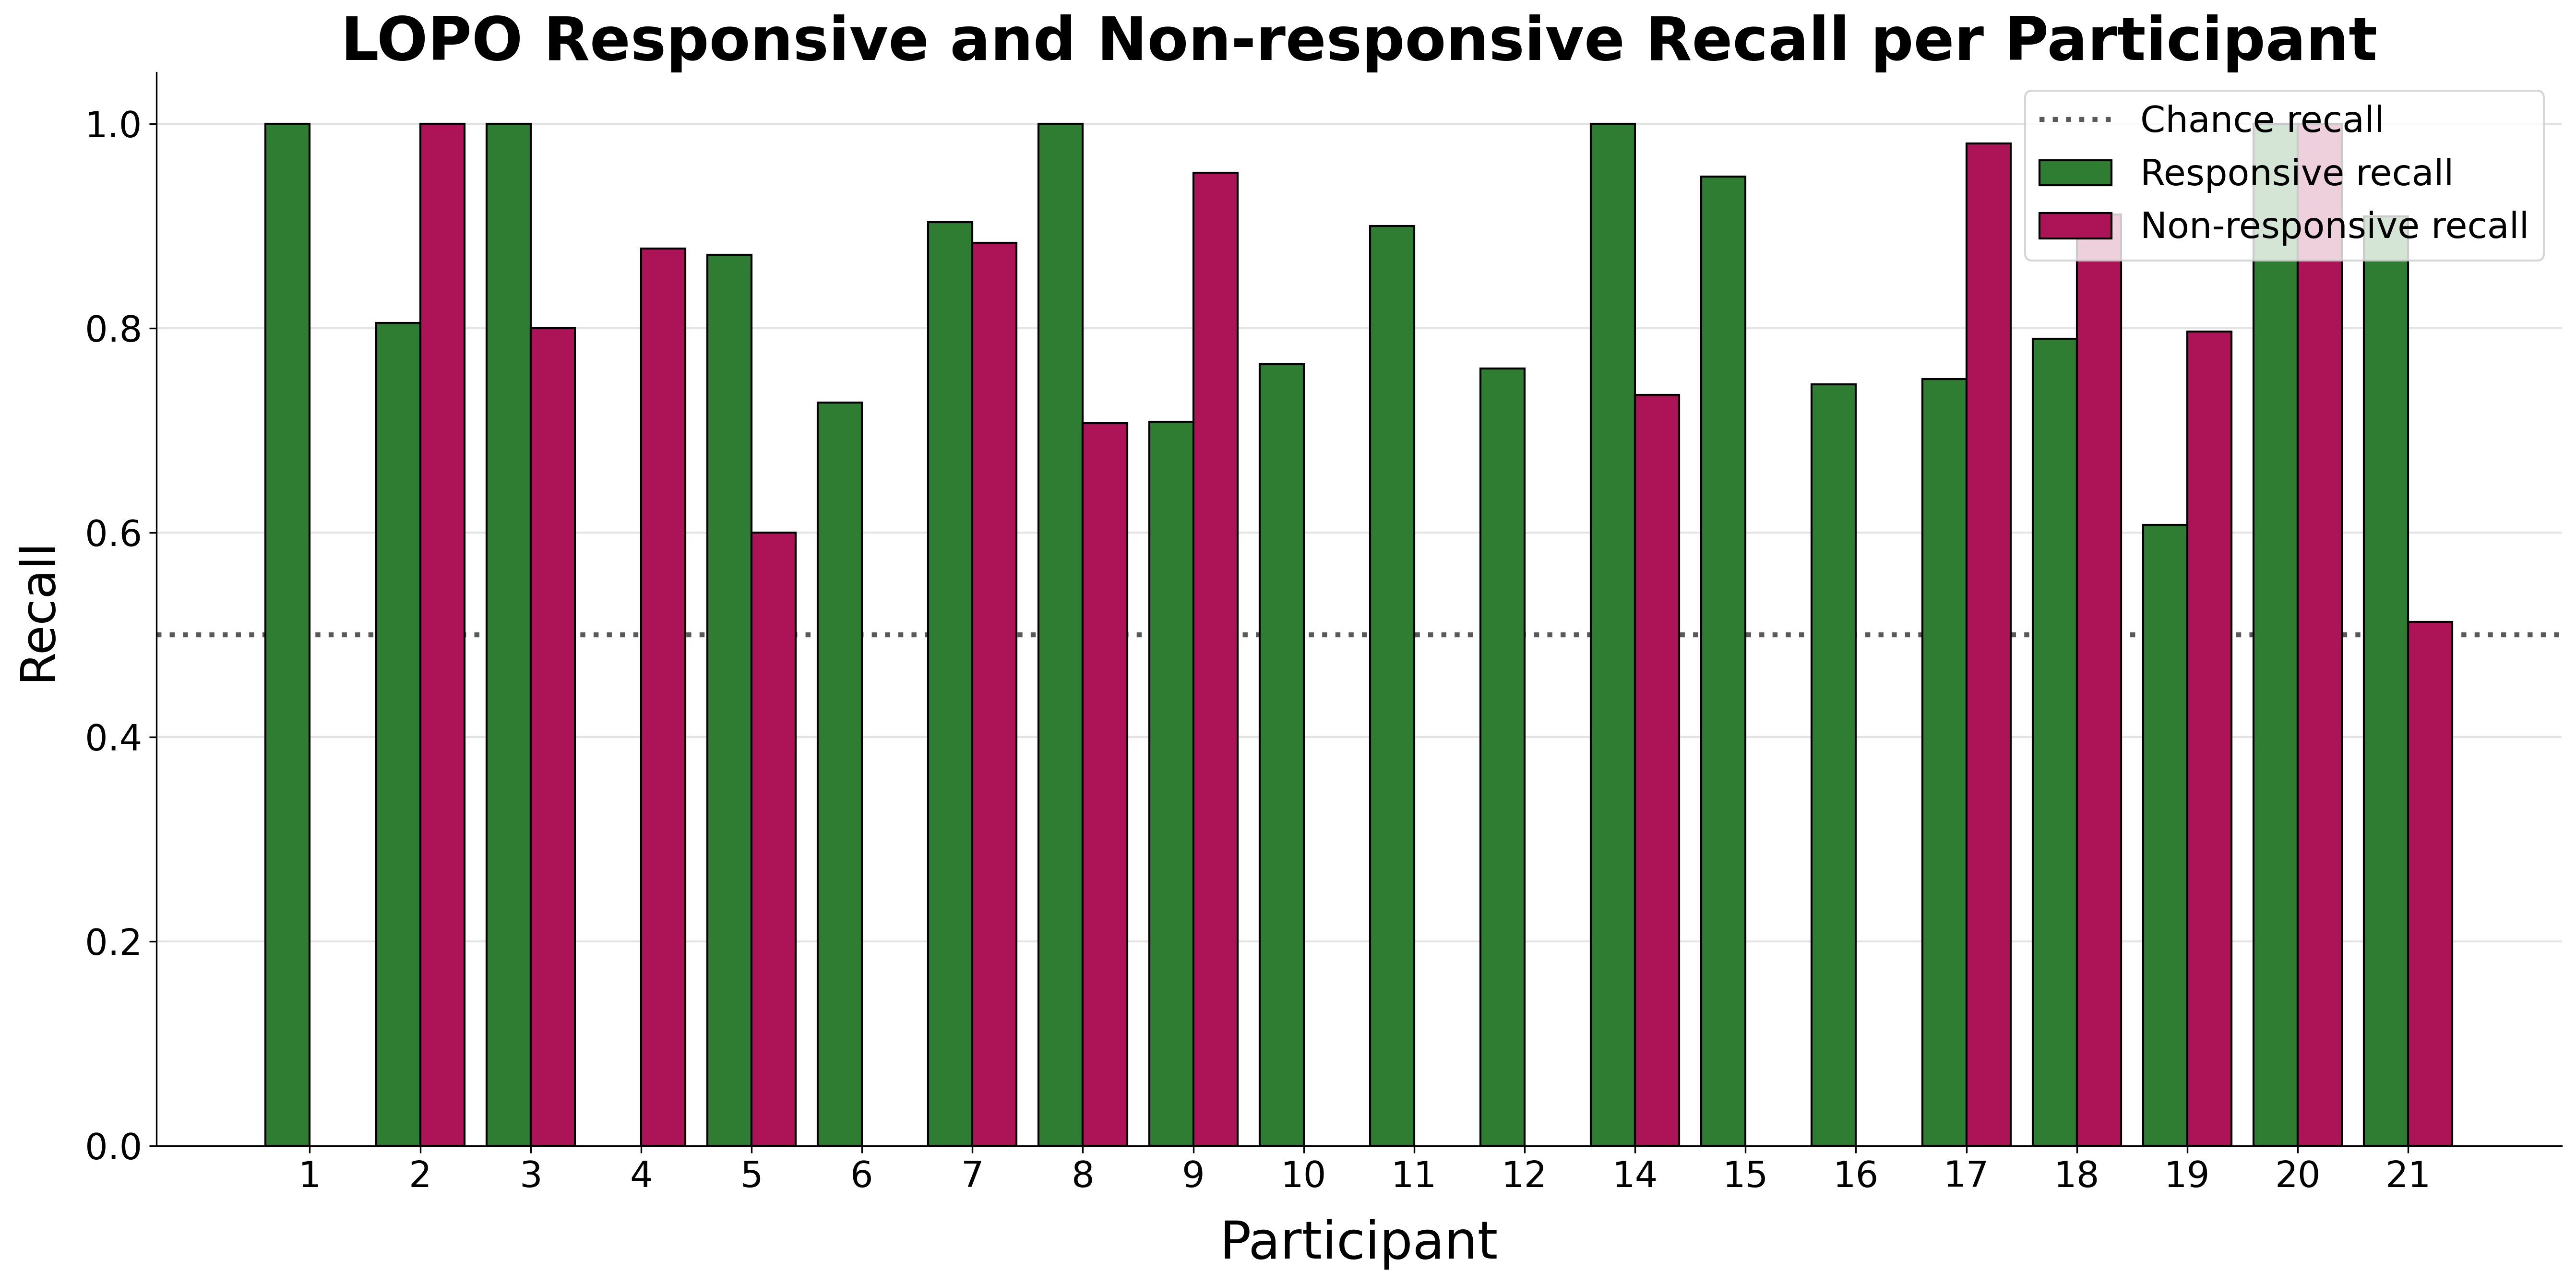 LOPO Responsive and Non-responsive Recall per Participant
Chance recall
Responsive recall
Non-responsive recall
1.0
0.8
0.6
0.4
0.2
0.0
Recall
1 2 3 4 5 6 7 8 9 10 11 12 14 15 16 17 18 19 20 21
Participant